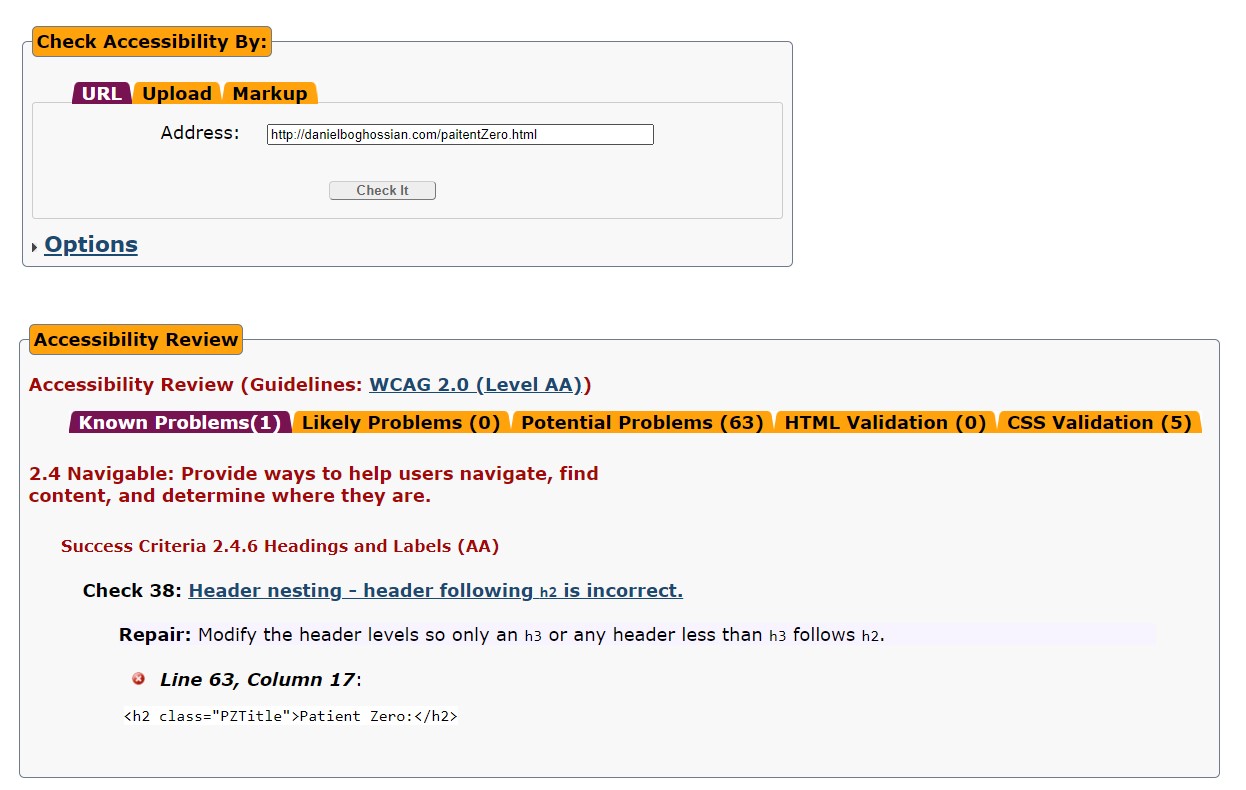 Check Accessibility By:
URL Upload Markup
Address: http://danielboghossian.com/paitentZero.html
Check It
Options
Accessibility Review
Accessibility Review (Guidelines: WCAG 2.0 (Level AA))
Known Problems(1) Likely Problems (0) Potential Problems (63) HTML Validation (0) CSS Validation (5)
2.4 Navigable: Provide ways to help users navigate, find
content, and determine where they are.
Success Criteria 2.4.6 Headings and Labels (AA)
Check 38: Header nesting - header following h2 is incorrect.
Repair: Modify the header levels so only an h3 or any header less than h3 follows h2.
Line 63, Column 17:
<h2 class="PZTitle">Patient Zero:</h2>